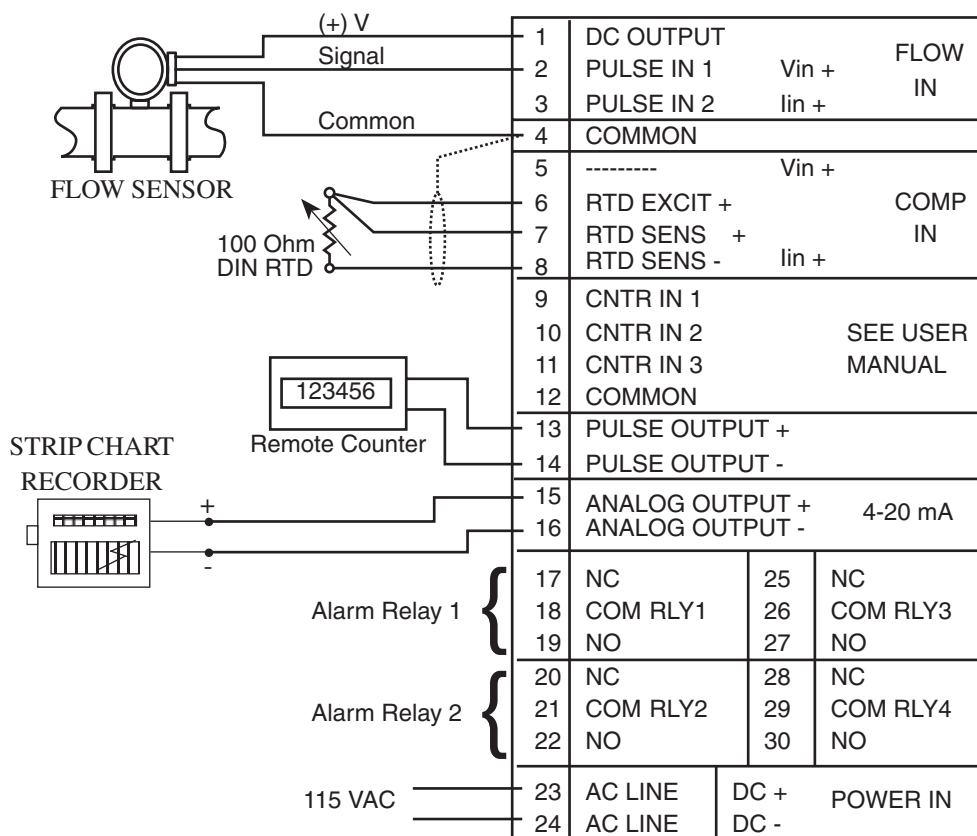 (+) V
Signal
Common
FLOW SENSOR
100 Ohm
DIN RTD
123456
Remote Counter
STRIP CHART
RECORDER
+
-
Alarm Relay 1 {
Alarm Relay 2 {
115 VAC
1 DC OUTPUT
2 PULSE IN 1 Vin +
3 PULSE IN 2 Iin +
FLOW
IN
4 COMMON
5 --------- Vin +
6 RTD EXCIT +
7 RTD SENS +
8 RTD SENS - Iin +
COMP
IN
9 CNTR IN 1
10 CNTR IN 2
11 CNTR IN 3
12 COMMON
SEE USER
MANUAL
13 PULSE OUTPUT +
14 PULSE OUTPUT -
15 ANALOG OUTPUT +
16 ANALOG OUTPUT -
4-20 mA
17 NC 25 NC
18 COM RLY1 26 COM RLY3
19 NO 27 NO
20 NC 28 NC
21 COM RLY2 29 COM RLY4
22 NO 30 NO
23 AC LINE DC +
24 AC LINE DC -
POWER IN